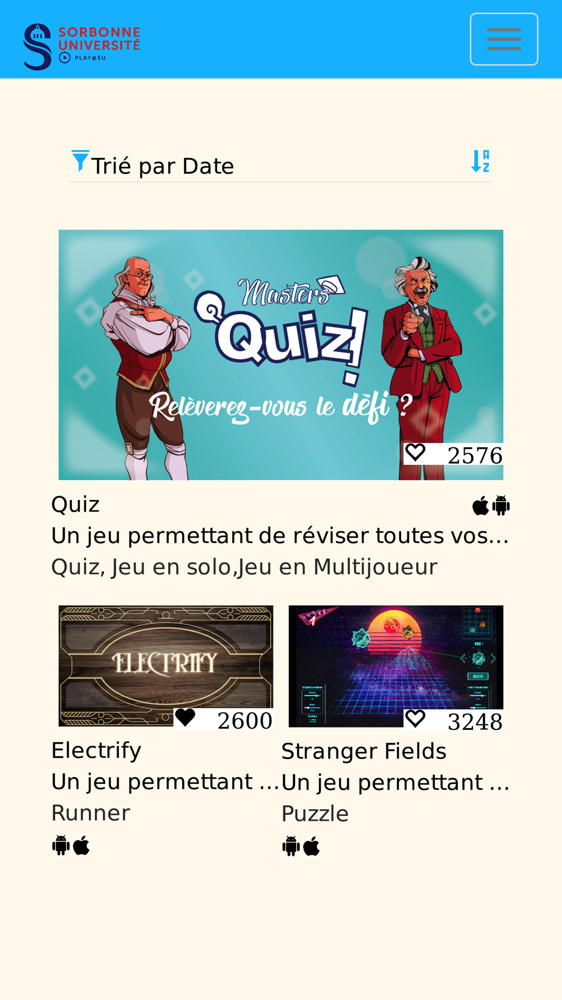 SORBONNE
UNIVERSITÉ
PLAY@SU
Trié par Date
A
Z
Masters
Quiz!
Relèverez-vous le dèfi ?
2576
Quiz
Un jeu permettant de réviser toutes vos...
Quiz, Jeu en solo,Jeu en Multijoueur
ELECTRIFY
2600
Electrify
Un jeu permettant ...
Runner
DELETE
3248
Stranger Fields
Un jeu permettant ...
Puzzle